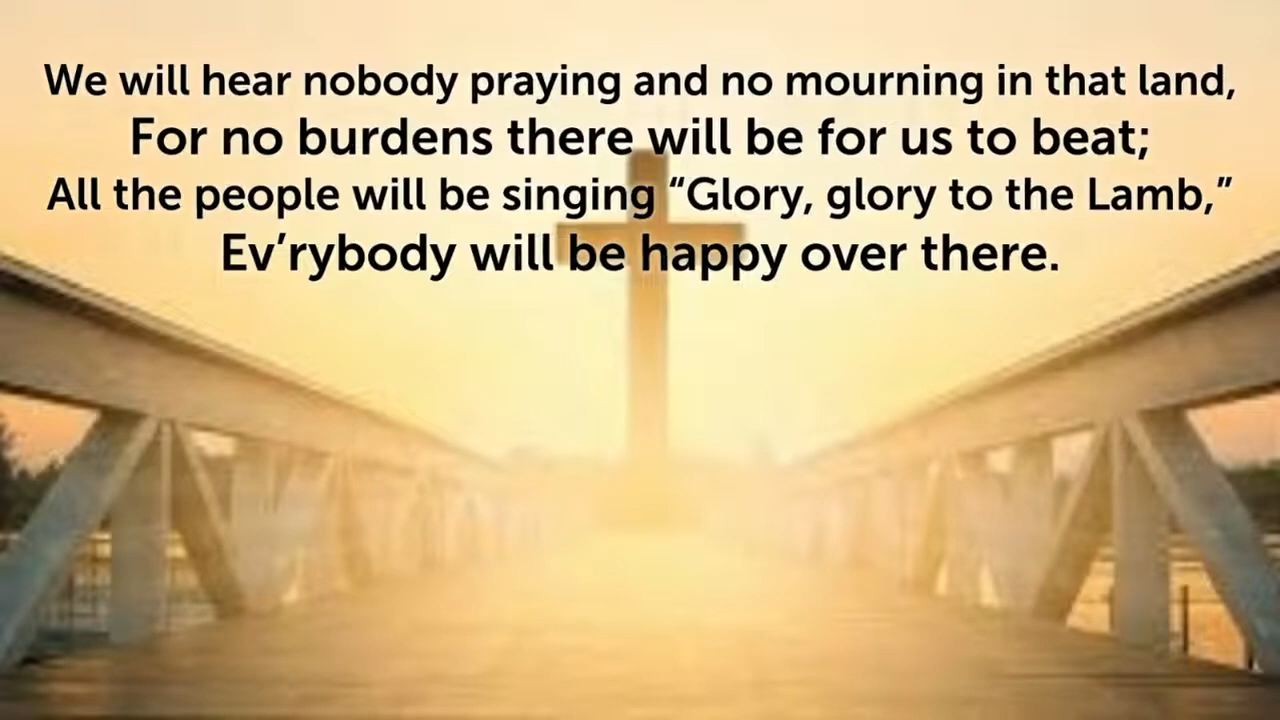 We will hear nobody praying and no mourning in that land,
For no burdens there will be for us to beat;
All the people will be singing “Glory, glory to the Lamb,”
Ev’rybody will be happy over there.